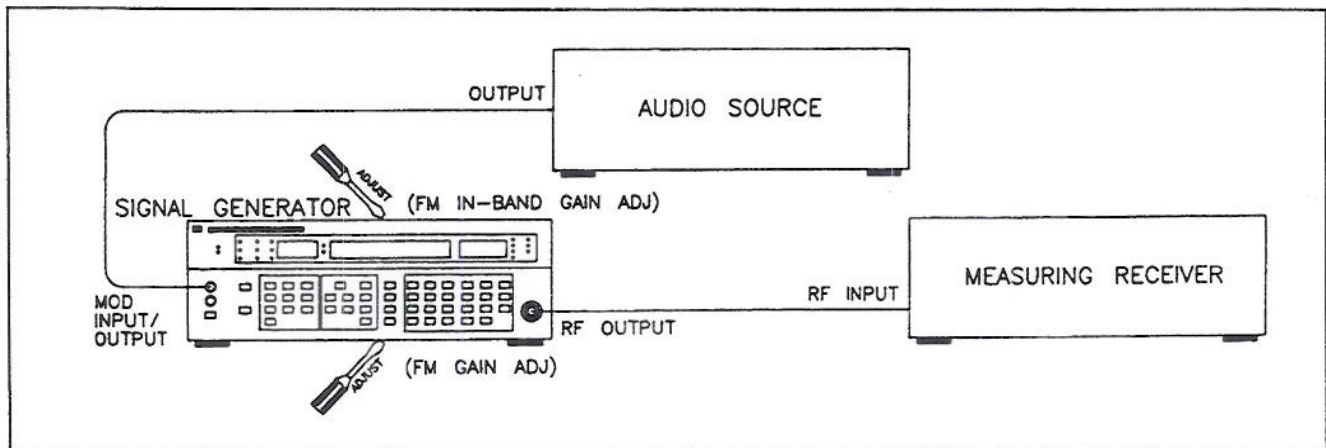 OUTPUT
AUDIO SOURCE
ADJUST
SIGNAL GENERATOR
(FM IN-BAND GAIN ADJ)
MEASURING RECEIVER
RF INPUT
MOD
INPUT/
OUTPUT
RF OUTPUT
ADJUST
(FM GAIN ADJ)